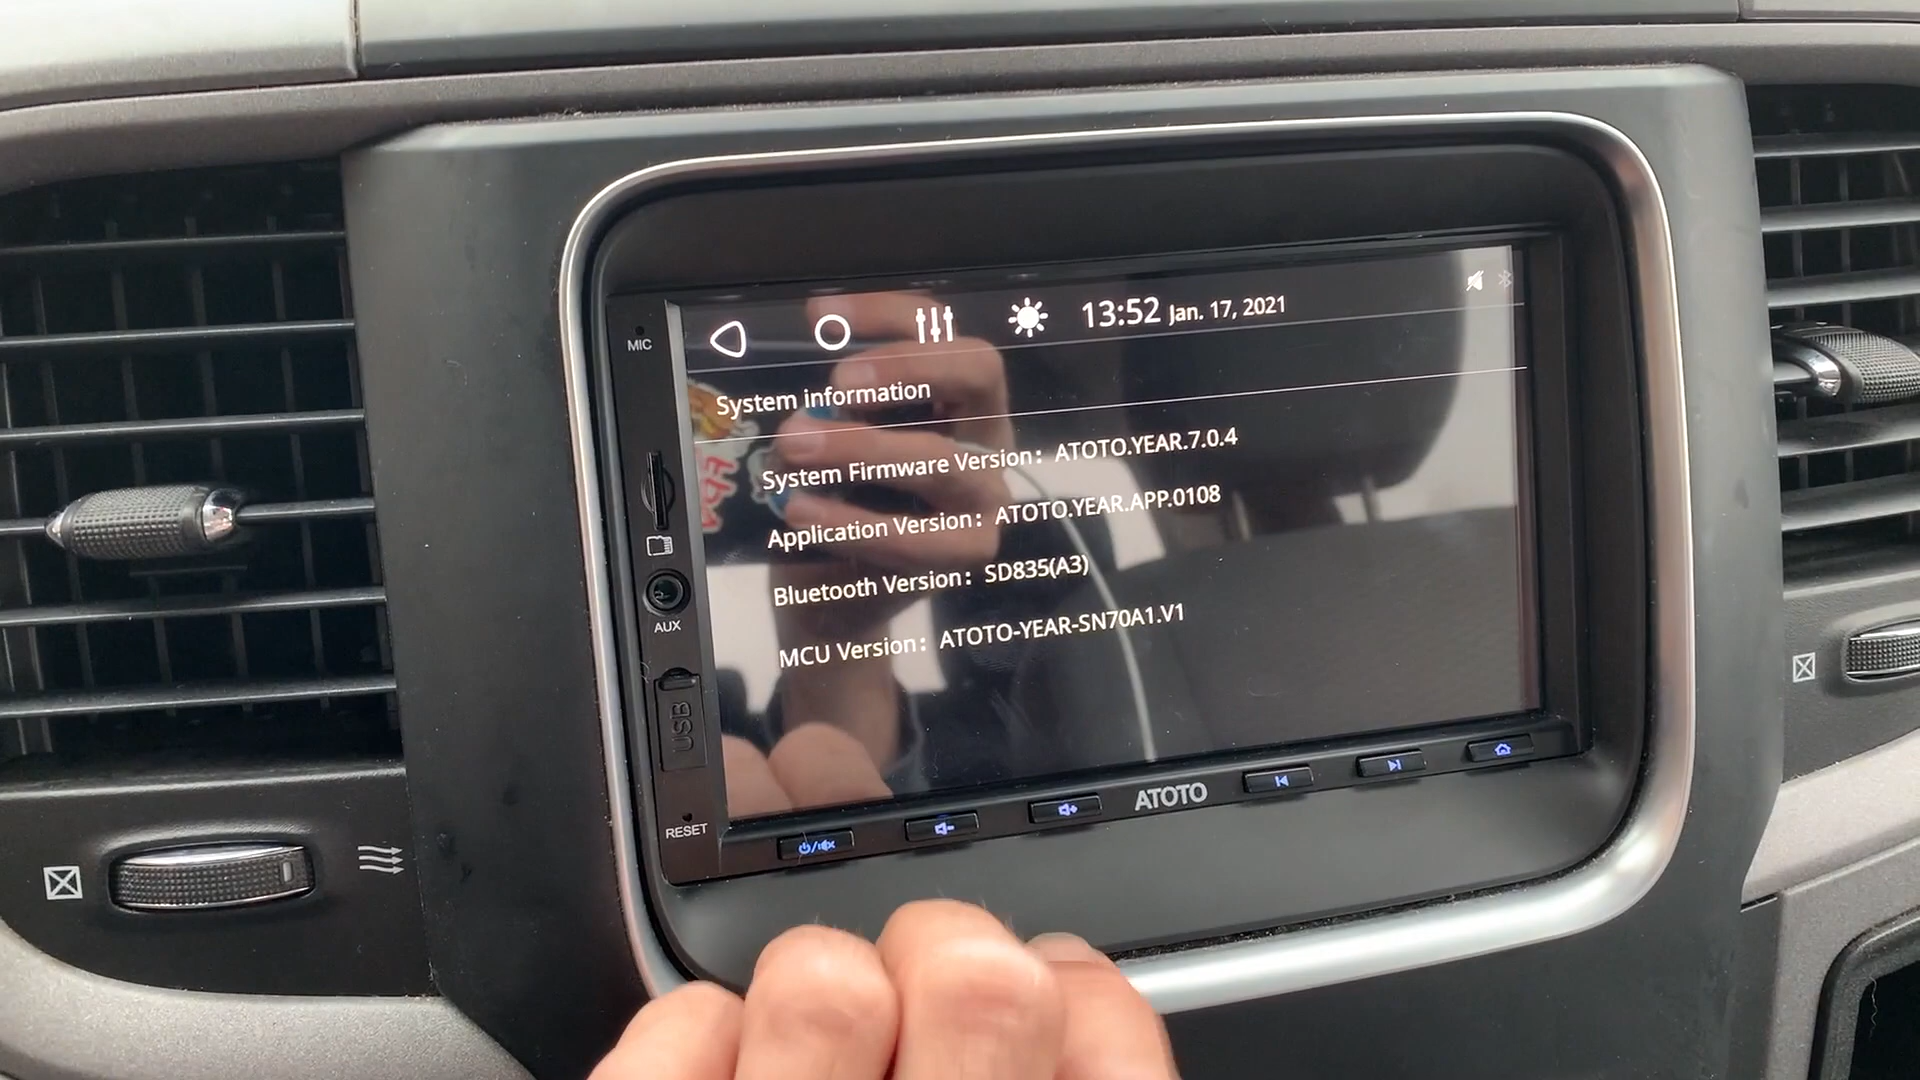 MIC
13:52 Jan. 17, 2021
System information
System Firmware Version: ATOTO.YEAR.7.0.4
Application Version: ATOTO.YEAR.APP.0108
Bluetooth Version: SD835(A3)
MCU Version: ATOTO-YEAR-SN70A1.V1
AUX
USB
RESET
ATOTO